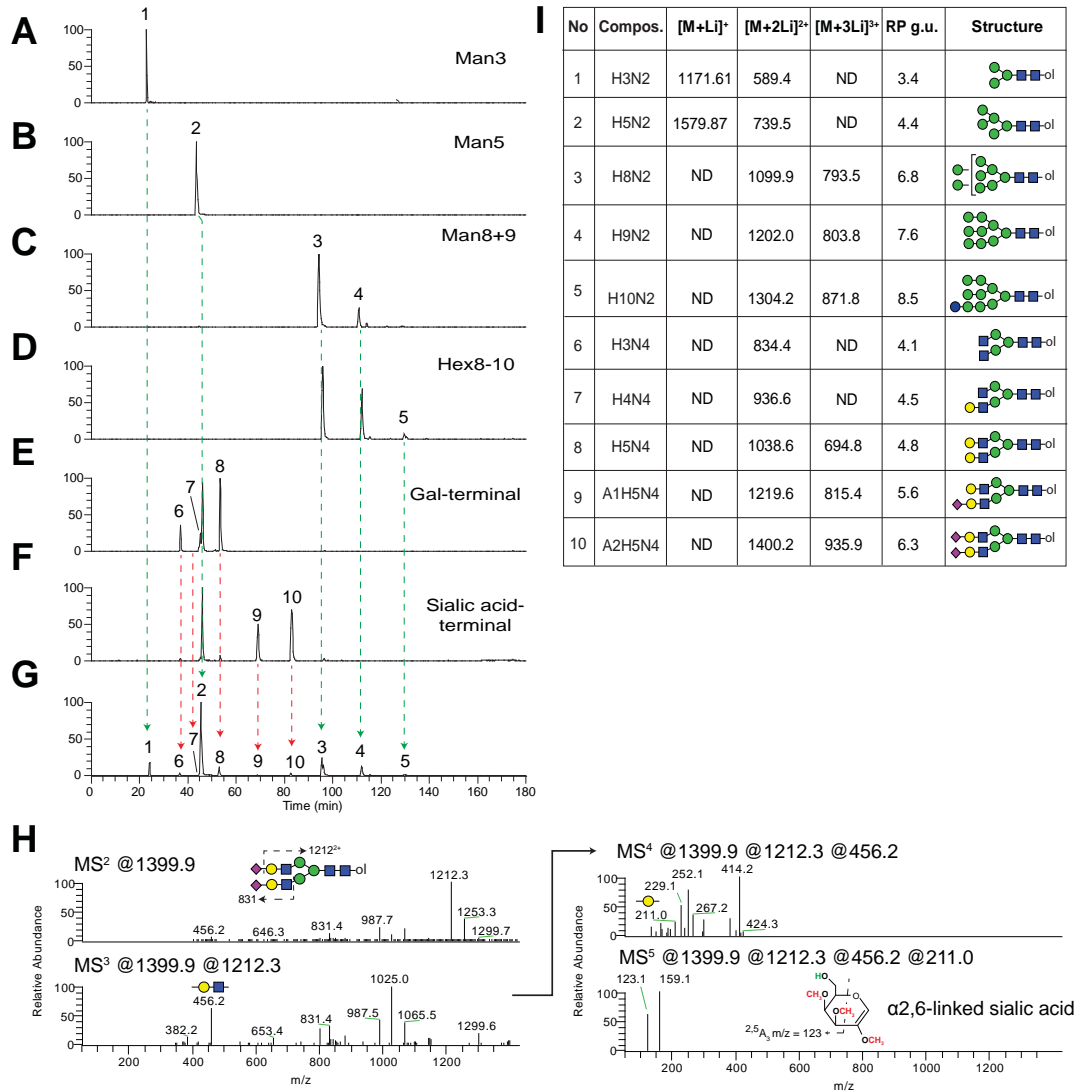 A
Man3
1
100
50
0
B
Man5
2
100
50
0
C
Man8+9
3
4
100
50
0
D
Hex8-10
5
100
50
0
E
Gal-terminal
6
7
8
100
50
0
F
Sialic acid-
terminal
9
10
100
50
0
G
100
50
0
1
6
7
2
8
9
10
3
4
5
0 20 40 60 80 100 120 140 160 180
Time (min)
I
No Compos. [M+Li]+ [M+2Li]2+ [M+3Li]3+ RP g.u. Structure
1 H3N2 1171.61 589.4 ND 3.4 ol
2 H5N2 1579.87 739.5 ND 4.4 ol
3 H8N2 ND 1099.9 793.5 6.8 ol
4 H9N2 ND 1202.0 803.8 7.6 ol
5 H10N2 ND 1304.2 871.8 8.5 ol
6 H3N4 ND 834.4 ND 4.1 ol
7 H4N4 ND 936.6 ND 4.5 ol
8 H5N4 ND 1038.6 694.8 4.8 ol
9 A1H5N4 ND 1219.6 815.4 5.6 ol
10 A2H5N4 ND 1400.2 935.9 6.3 ol
H
MS2 @1399.9
12122+
ol
831
Relative Abundance
100
50
0
456.2
646.3
831.4
987.7
1212.3
1253.3
1299.7
MS3 @1399.9 @1212.3
100
50
0
382.2
456.2
653.4
831.4
987.5
1025.0
1065.5
1299.6
200 400 600 800 1000 1200 1400
m/z
MS4 @1399.9 @1212.3 @456.2
Relative Abundance
100
50
0
211.0
229.1
252.1
267.2
414.2
424.3
MS5 @1399.9 @1212.3 @456.2 @211.0
100
50
0
123.1
159.1
HO
O
CH3O
OCH3
OCH3
2,5A3 m/z = 123
α2,6-linked sialic acid
200 400 600 800 1000 1200
m/z